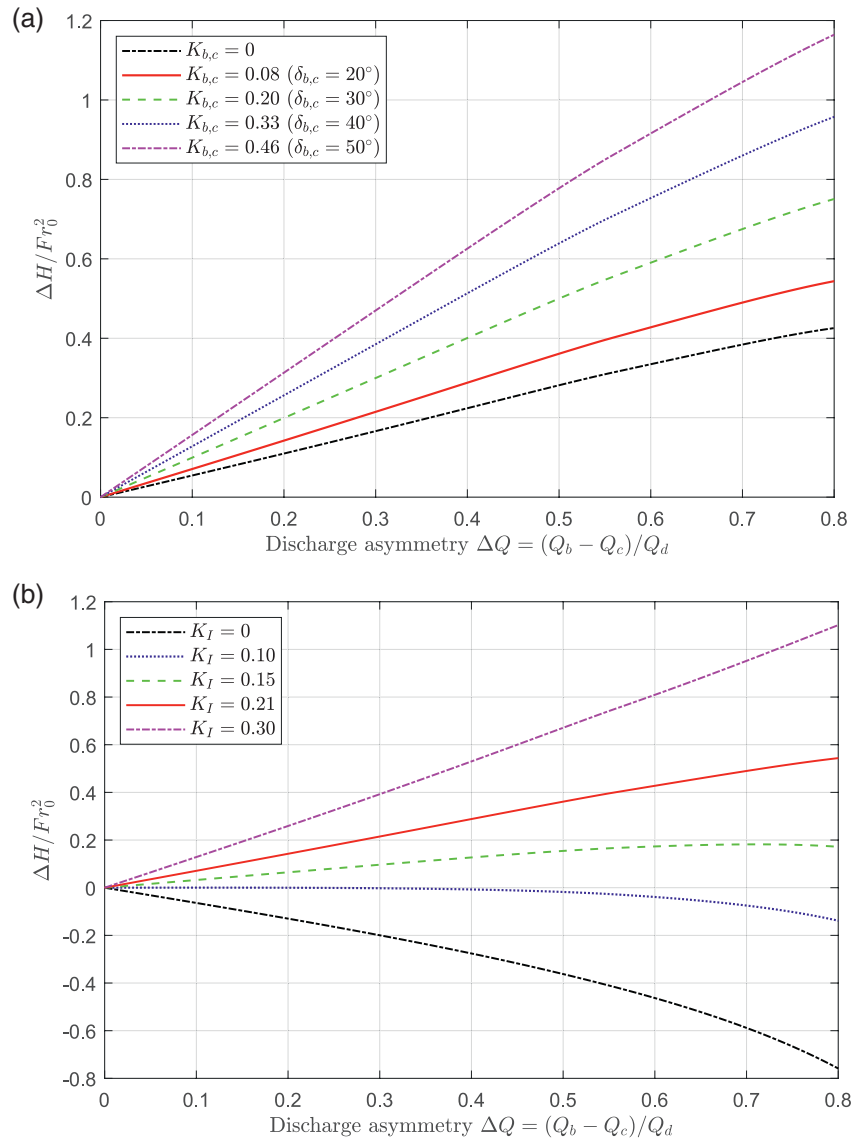 (a)
1.2
1
0.8
0.6
0.4
0.2
0
ΔH/Fr₀²
K_{b,c} = 0
K_{b,c} = 0.08 (δ_{b,c} = 20°)
K_{b,c} = 0.20 (δ_{b,c} = 30°)
K_{b,c} = 0.33 (δ_{b,c} = 40°)
K_{b,c} = 0.46 (δ_{b,c} = 50°)
0 0.1 0.2 0.3 0.4 0.5 0.6 0.7 0.8
Discharge asymmetry ΔQ = (Q_b − Q_c)/Q_d
(b)
1.2
1
0.8
0.6
0.4
0.2
0
-0.2
-0.4
-0.6
-0.8
ΔH/Fr₀²
K_I = 0
K_I = 0.10
K_I = 0.15
K_I = 0.21
K_I = 0.30
0 0.1 0.2 0.3 0.4 0.5 0.6 0.7 0.8
Discharge asymmetry ΔQ = (Q_b − Q_c)/Q_d